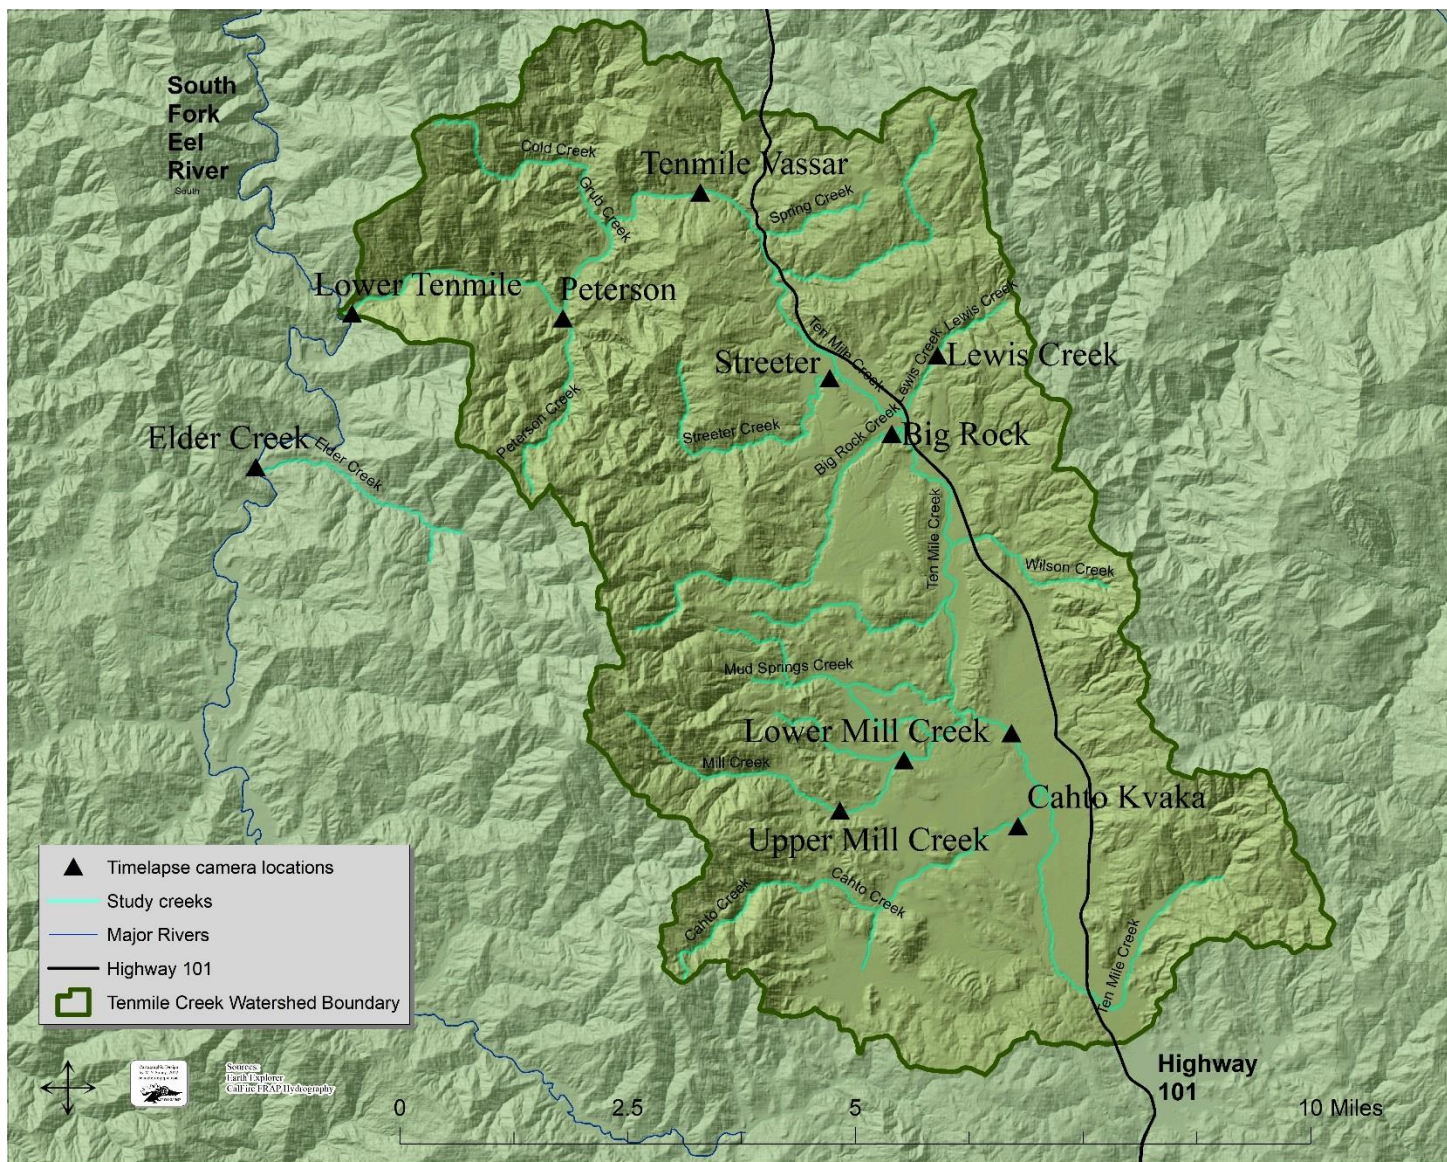 South
Fork
Eel
River
South
Cold Creek
Tenmile Vassar
Grub Creek
Spring Creek
Lower Tenmile
Peterson
Lewis Creek
Ten Mile Creek
Lewis Creek
Lewis Creek
Streeter
Peterson Creek
Streeter Creek
Big Rock Creek
Big Rock
Elder Creek
Elder Creek
Ten Mile Creek
Wilson Creek
Mud Springs Creek
Lower Mill Creek
Mill Creek
Cahto Kvaka
Upper Mill Creek
Cahto Creek
Cahto Creek
Ten Mile Creek
Timelapse camera locations
Study creeks
Major Rivers
Highway 101
Tenmile Creek Watershed Boundary
Highway
101
Sources:
Earth Explorer
CalFire FRAP Hydrography
0
2.5
5
10 Miles